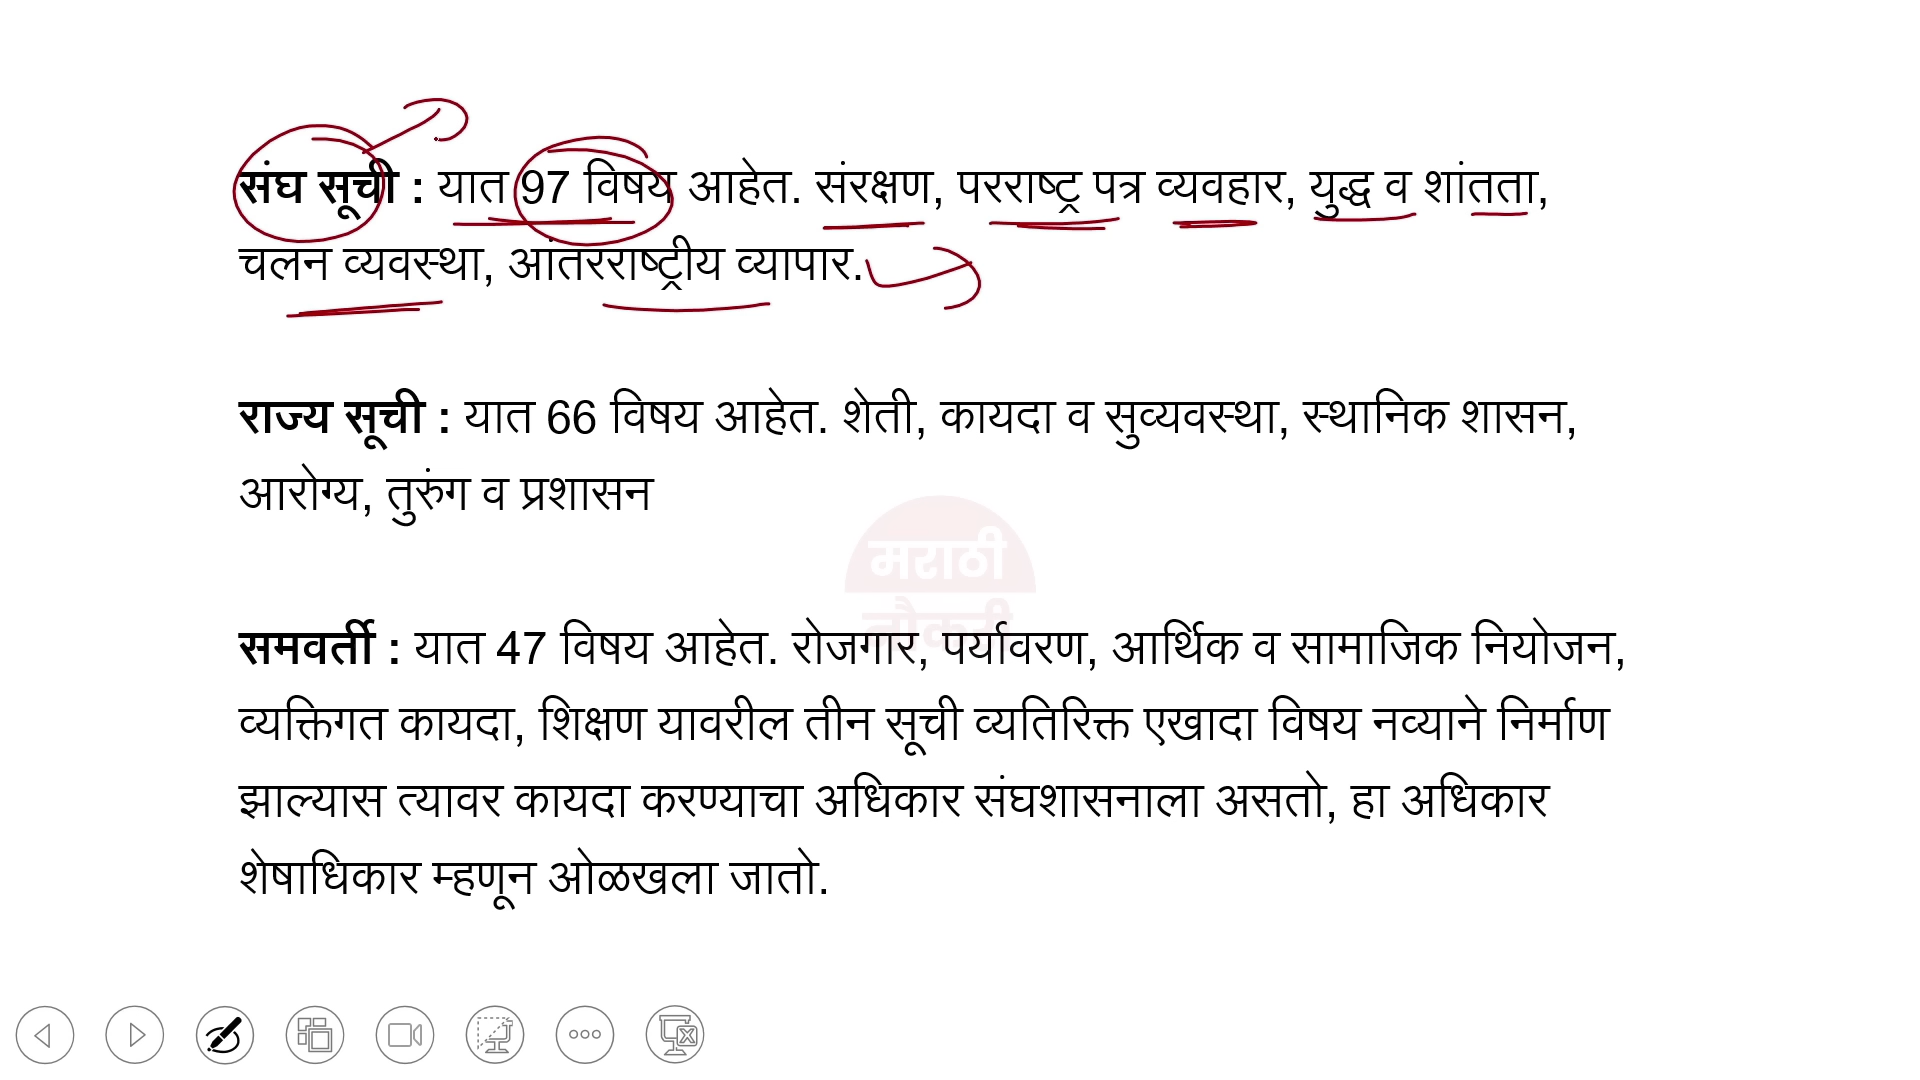 संघ सूची : यात 97 विषय आहेत. संरक्षण, परराष्ट्र पत्र व्यवहार, युद्ध व शांतता,
चलन व्यवस्था, आंतरराष्ट्रीय व्यापार.
राज्य सूची : यात 66 विषय आहेत. शेती, कायदा व सुव्यवस्था, स्थानिक शासन,
आरोग्य, तुरुंग व प्रशासन
मराठी
नौकरी
समवर्ती : यात 47 विषय आहेत. रोजगार, पर्यावरण, आर्थिक व सामाजिक नियोजन,
व्यक्तिगत कायदा, शिक्षण यावरील तीन सूची व्यतिरिक्त एखादा विषय नव्याने निर्माण
झाल्यास त्यावर कायदा करण्याचा अधिकार संघशासनाला असतो, हा अधिकार
शेषाधिकार म्हणून ओळखला जातो.